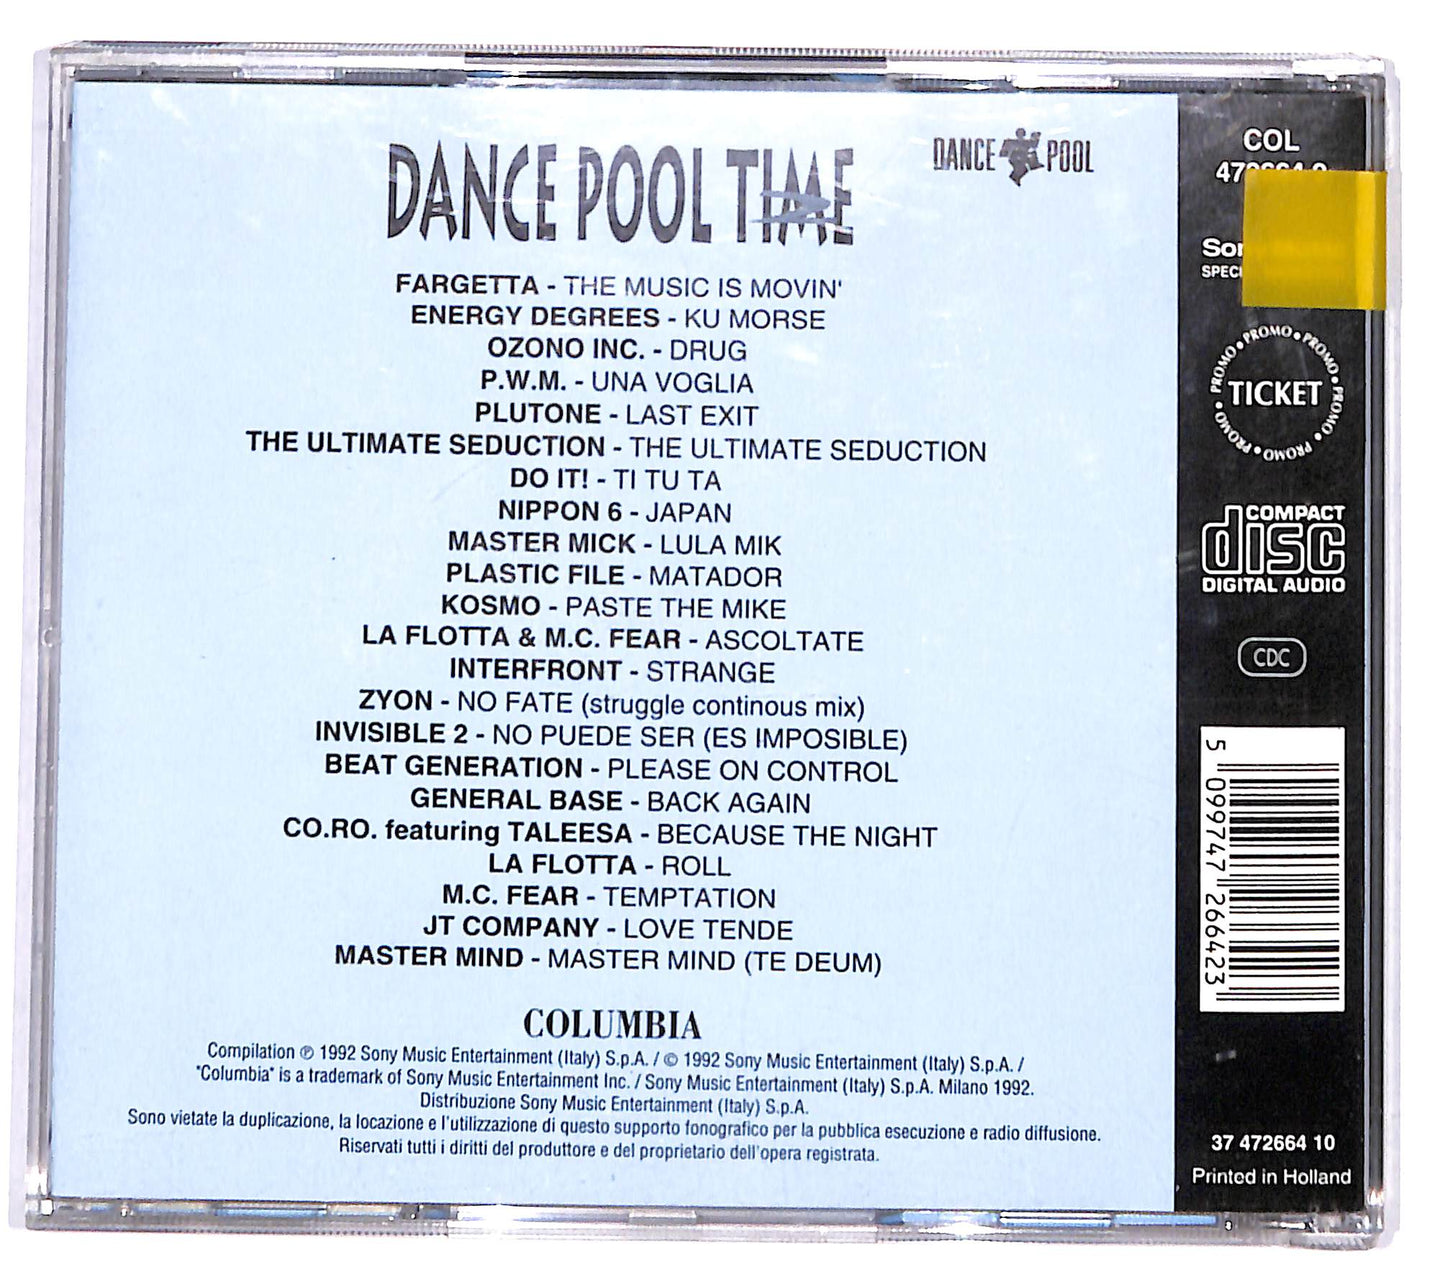 DANCE POOL TIME
DANCE POOL
FARGETTA - THE MUSIC IS MOVIN'
ENERGY DEGREES - KU MORSE
OZONO INC. - DRUG
P.W.M. - UNA VOGLIA
PLUTONE - LAST EXIT
THE ULTIMATE SEDUCTION - THE ULTIMATE SEDUCTION
DO IT! - TI TU TA
NIPPON 6 - JAPAN
MASTER MICK - LULA MIK
PLASTIC FILE - MATADOR
KOSMO - PASTE THE MIKE
LA FLOTTA & M.C. FEAR - ASCOLTATE
INTERFRONT - STRANGE
ZYON - NO FATE (struggle continous mix)
INVISIBLE 2 - NO PUEDE SER (ES IMPOSIBLE)
BEAT GENERATION - PLEASE ON CONTROL
GENERAL BASE - BACK AGAIN
CO.RO. featuring TALEESA - BECAUSE THE NIGHT
LA FLOTTA - ROLL
M.C. FEAR - TEMPTATION
JT COMPANY - LOVE TENDE
MASTER MIND - MASTER MIND (TE DEUM)
COLUMBIA
Compilation ℗ 1992 Sony Music Entertainment (Italy) S.p.A. / © 1992 Sony Music Entertainment (Italy) S.p.A. /
"Columbia" is a trademark of Sony Music Entertainment Inc. / Sony Music Entertainment (Italy) S.p.A. Milano 1992.
Distribuzione Sony Music Entertainment (Italy) S.p.A.
Sono vietate la duplicazione, la locazione e l'utilizzazione di questo supporto fonografico per la pubblica esecuzione e radio diffusione.
Riservati tutti i diritti del produttore e del proprietario dell'opera registrata.
COL
PROMO • PROMO • PROMO • PROMO • PROMO • PROMO •
TICKET
COMPACT
disc
DIGITAL AUDIO
CDC
5 099747 266423
37 472664 10
Printed in Holland